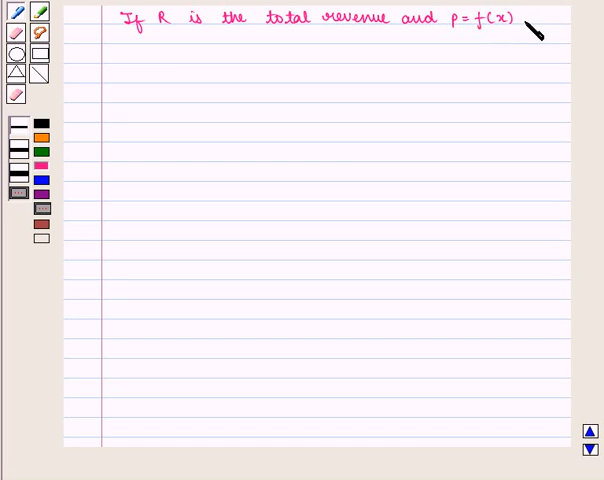 If R is the total revenue and p = f(x)